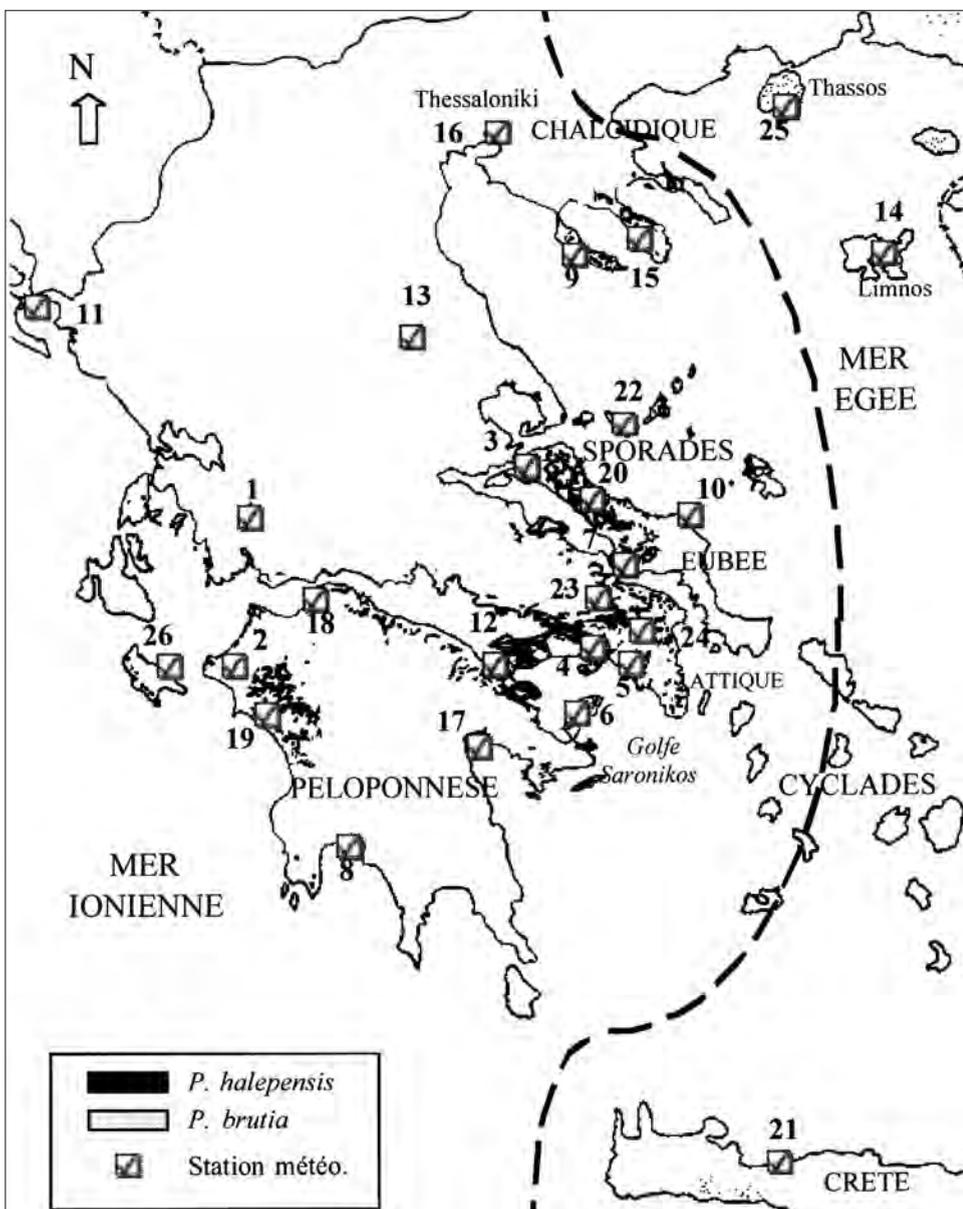 N
Thessaloniki
16
CHALCIDIQUE
Thassos
25
14
Limnos
9
15
11
13
MER
EGEE
22
3
SPORADES
20
10
1
EUBEE
23
18
12
26
2
4
24
5
ATTIQUE
6
19
17
Golfe
Saronikos
PELOPONNESE
CYCLADES
8
MER
IONIENNE
P. halepensis
P. brutia
Station météo.
21
CRETE